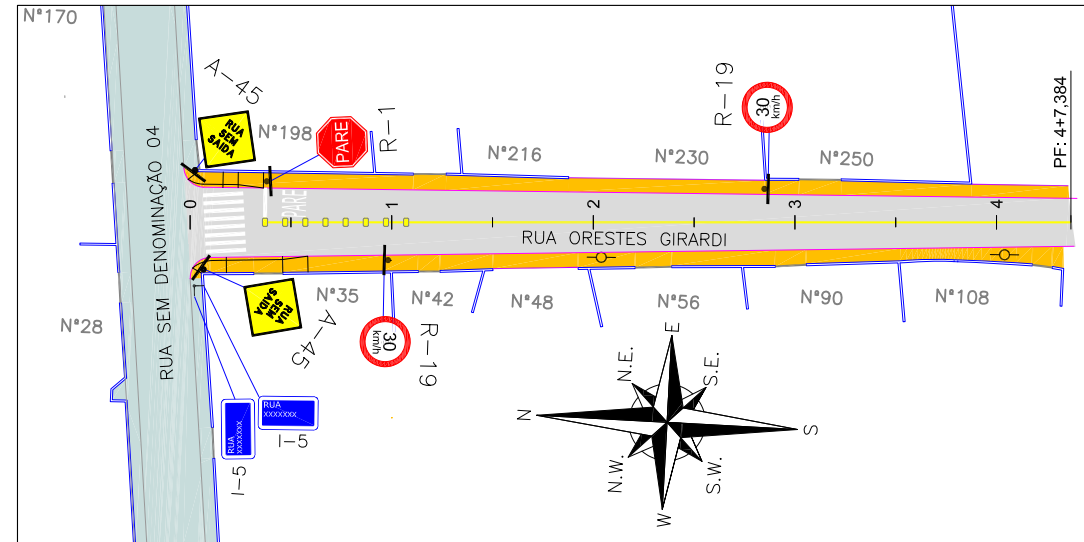 N°170
A-45
RUA SEM SAÍDA
N°198
PARE
R-1
N°216
R-19
30 km/h
N°230
N°250
PF: 4+7,384
RUA SEM DENOMINAÇÃO 04
0
PARE
1
2
3
4
RUA ORESTES GIRARDI
N°28
RUA SEM SAÍDA
A-45
N°35
30 km/h
R-19
N°42
N°48
N°56
N°90
N°108
RUA xxxxxxx
I-5
RUA xxxxxxx
I-5
E
N.E.
S.E.
N
S
N.W.
S.W.
W